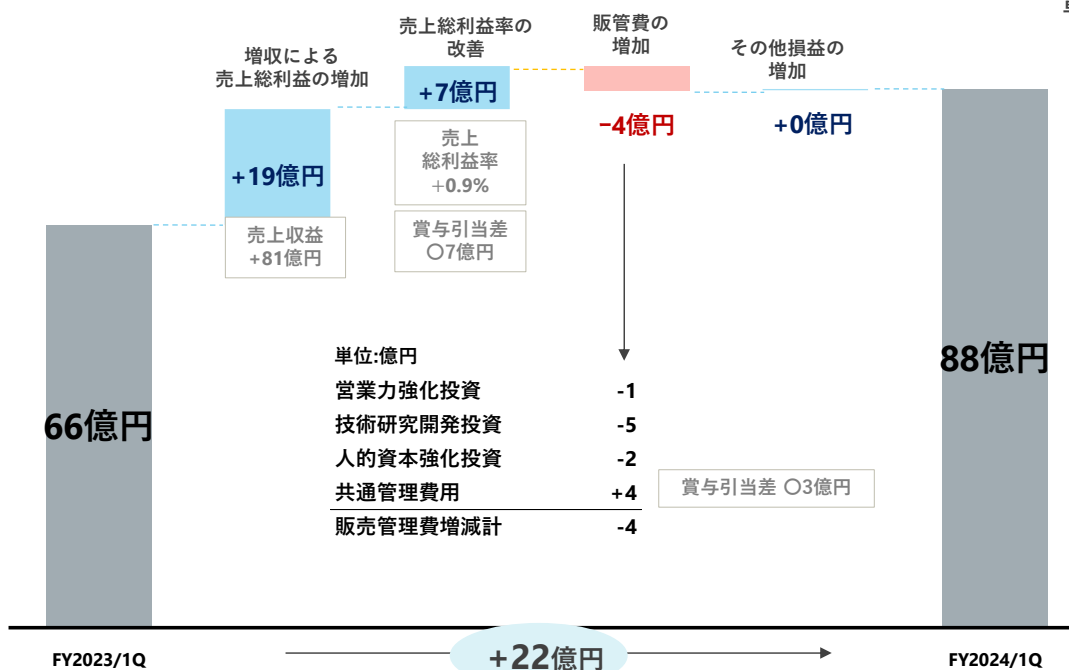 増収による
売上総利益の増加
売上総利益率の
改善
販管費の
増加
その他損益の
増加
+19億円
+7億円
-4億円
+0億円
売上収益
+81億円
売上
総利益率
+0.9%
賞与引当差
〇7億円
66億円
88億円
単位:億円
営業力強化投資 -1
技術研究開発投資 -5
人的資本強化投資 -2
共通管理費用 +4
販売管理費増減計 -4
賞与引当差 〇3億円
FY2023/1Q
+22億円
FY2024/1Q